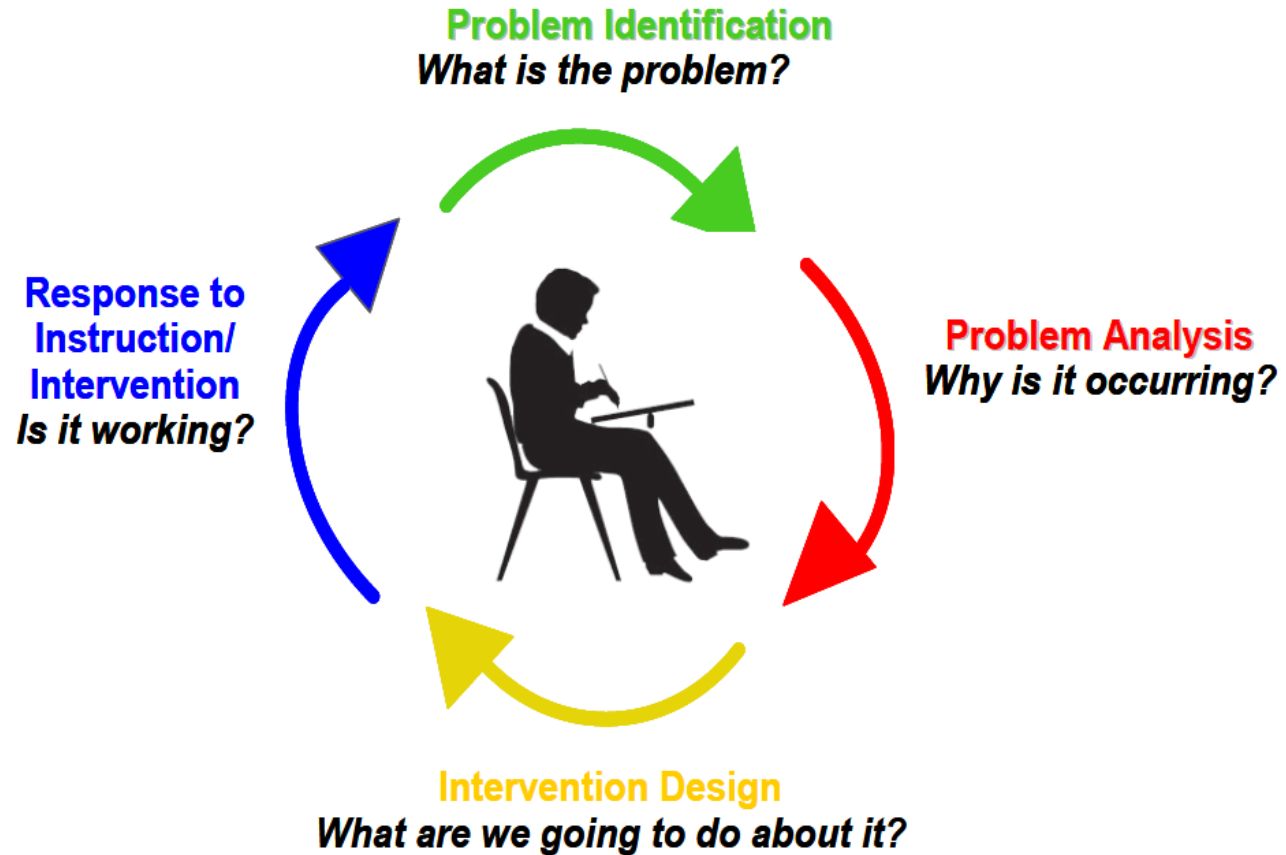 Problem Identification
What is the problem?
Problem Analysis
Why is it occurring?
Intervention Design
What are we going to do about it?
Response to
Instruction/
Intervention
Is it working?